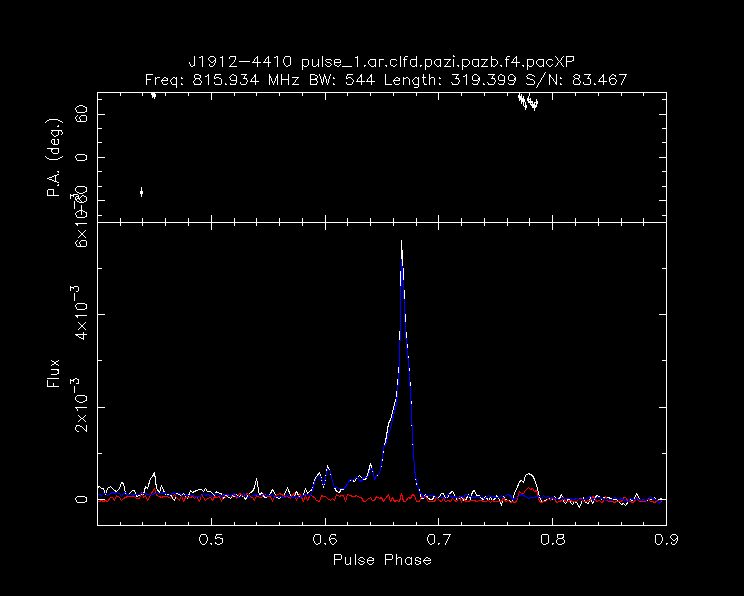 J1912-4410 pulse_1.ar.clfd.pazi.pazb.f4.pacXP
Freq: 815.934 MHz BW: 544 Length: 319.399 S/N: 83.467
P.A. (deg.)
60
0
-60
Flux
6×10⁻³
4×10⁻³
2×10⁻³
0
0.5 0.6 0.7 0.8 0.9
Pulse Phase